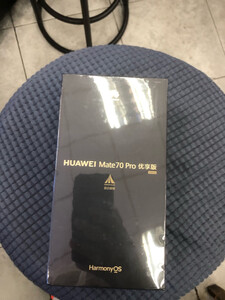 HUAWEI Mate70 Pro 优享版
HarmonyOS